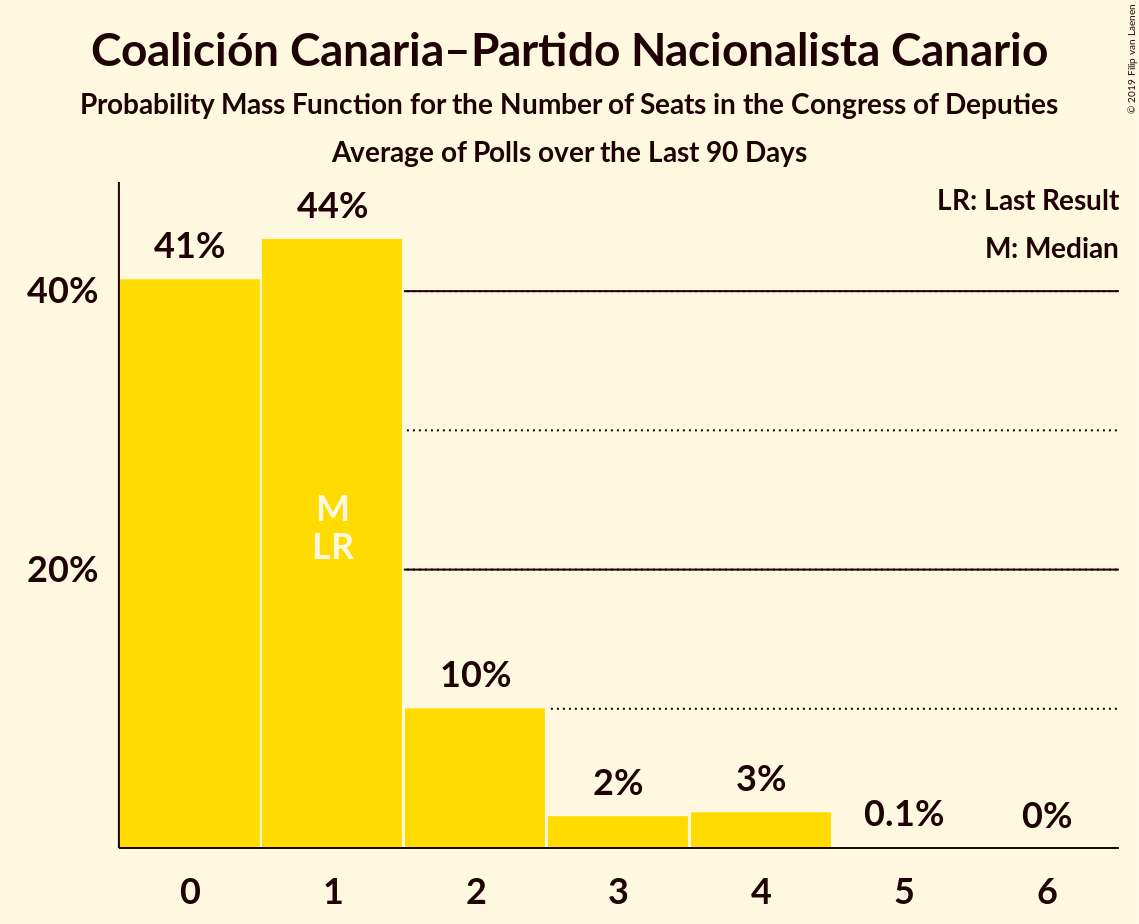 Coalición Canaria–Partido Nacionalista Canario
Probability Mass Function for the Number of Seats in the Congress of Deputies
Average of Polls over the Last 90 Days
© 2019 Filip van Laenen
LR: Last Result
M: Median
44%
41%
40%
M
LR
20%
10%
2%
3%
0.1%
0%
0 1 2 3 4 5 6